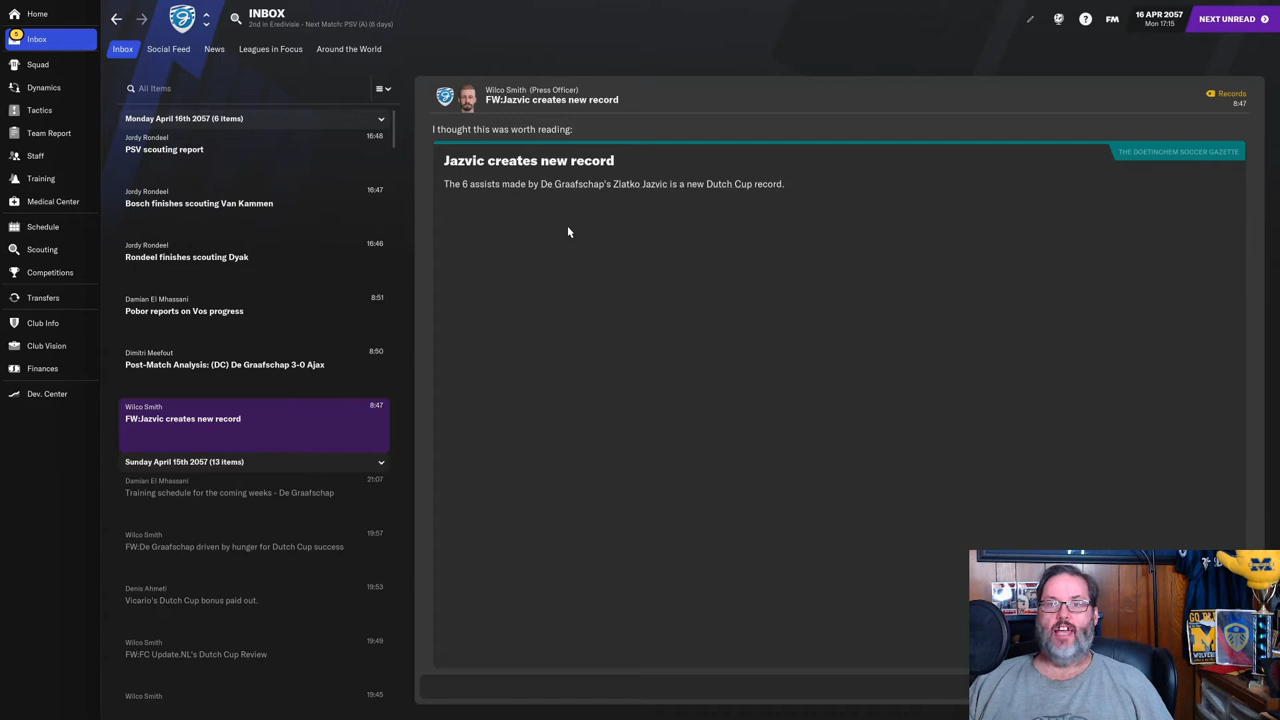 Home
INBOX
2nd in Eredivisie - Next Match: PSV (A) (6 days)
FM
16 APR 2057
Mon 17:15
NEXT UNREAD
5
Inbox
Inbox
Social Feed
News
Leagues in Focus
Around the World
Squad
Dynamics
Tactics
Team Report
Staff
Training
Medical Center
Schedule
Scouting
Competitions
Transfers
Club Info
Club Vision
Finances
Dev. Center
All Items
Monday April 16th 2057 (6 items)
Jordy Rondeel
16:48
PSV scouting report
Jordy Rondeel
16:47
Bosch finishes scouting Van Kammen
Jordy Rondeel
16:46
Rondeel finishes scouting Dyak
Damian El Mhassani
8:51
Pobor reports on Vos progress
Dimitri Meefout
8:50
Post-Match Analysis: (DC) De Graafschap 3-0 Ajax
Wilco Smith
8:47
FW:Jazvic creates new record
Sunday April 15th 2057 (13 items)
Damian El Mhassani
21:07
Training schedule for the coming weeks - De Graafschap
Wilco Smith
19:57
FW:De Graafschap driven by hunger for Dutch Cup success
Denis Ahmeti
19:53
Vicario's Dutch Cup bonus paid out.
Wilco Smith
19:49
FW:FC Update.NL's Dutch Cup Review
Wilco Smith
19:45
Wilco Smith (Press Officer)
FW:Jazvic creates new record
Records
8:47
I thought this was worth reading:
THE DOETINCHEM SOCCER GAZETTE
Jazvic creates new record
The 6 assists made by De Graafschap's Zlatko Jazvic is a new Dutch Cup record.